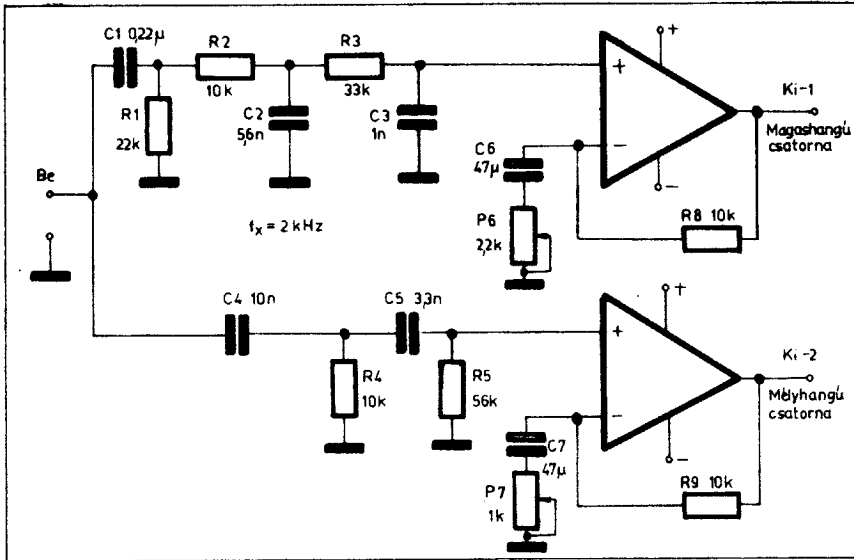 C1 0,22µ
R2
10k
R3
33k
R1
22k
C2
5,6n
C3
1n
+
−
+
-
Ki-1
Magashangú
csatorna
C6
47µ
P6
2,2k
R8 10k
Be
fx = 2 kHz
C4 10n
C5 3,3n
R4
10k
R5
56k
+
−
+
-
Ki-2
Mélyhangú
csatorna
C7
47µ
P7
1k
R9 10k